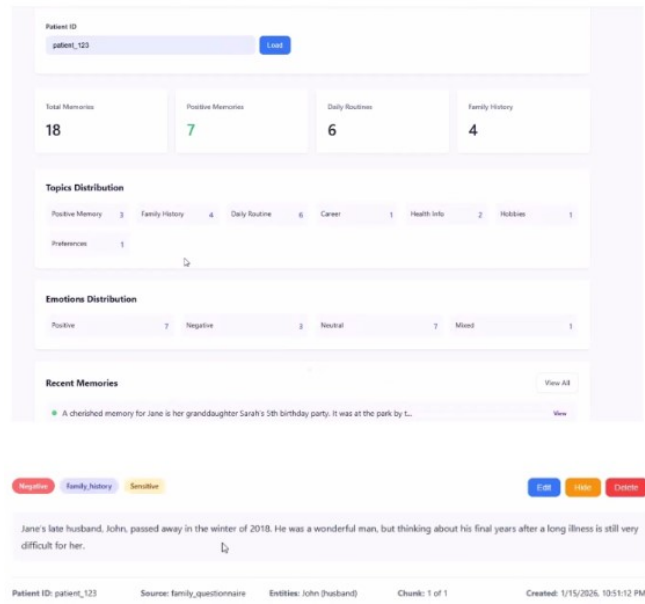 Patient ID
patient_123 Load
Total Memories Positive Memories Daily Routines Family History
18 7 6 4
Topics Distribution
Positive Memory 3 Family History 4 Daily Routine 6 Career 1 Health Info 2 Hobbies 1
Preferences 1
Emotions Distribution
Positive 7 Negative 3 Neutral 7 Mixed 1
Recent Memories View All
A cherished memory for Jane is her granddaughter Sarah's 5th birthday party. It was at the park by t... View
Negative Family_history Sensitive Edit Hide Delete
Jane's late husband, John, passed away in the winter of 2018. He was a wonderful man, but thinking about his final years after a long illness is still very
difficult for her.
Patient ID: patient_123 Source: family_questionnaire Entities: John (husband) Chunk: 1 of 1 Created: 1/15/2026, 10:51:12 PM